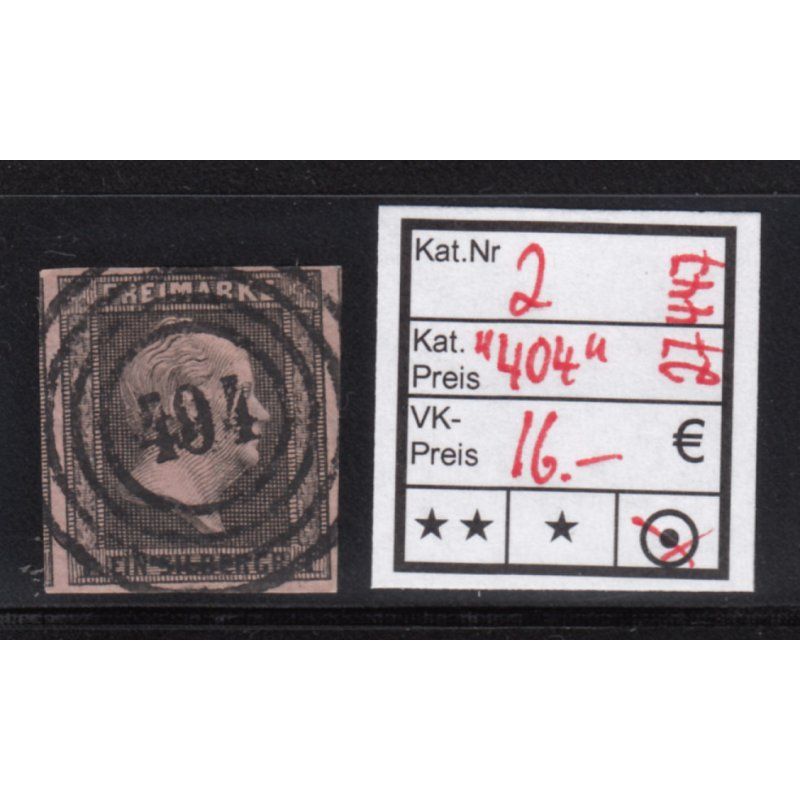 FREIMARKE
404
EIN SILBERGR.
Kat.Nr 2
Kat. Preis "404"
VK-Preis 16.- €